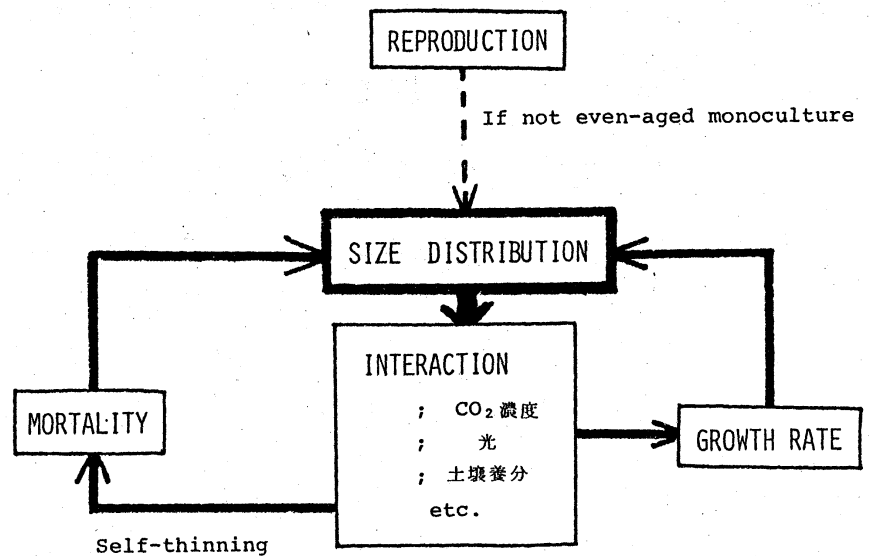 REPRODUCTION
If not even-aged monoculture
SIZE DISTRIBUTION
INTERACTION
; CO₂濃度
; 光
; 土壌養分
etc.
MORTALITY
GROWTH RATE
Self-thinning